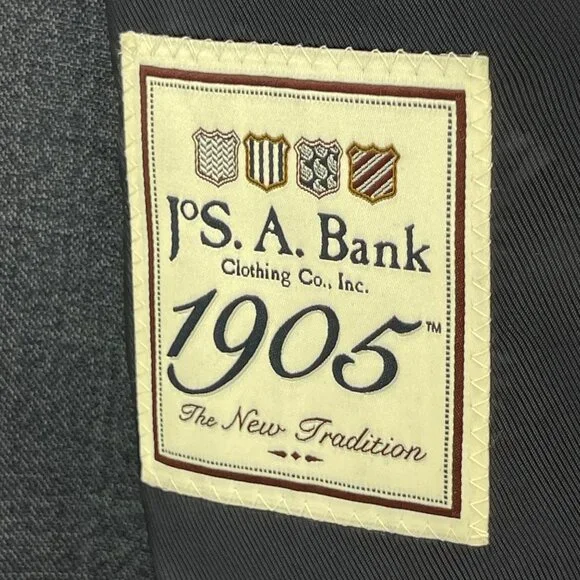 JoS. A. Bank
Clothing Co., Inc.
1905™
The New Tradition